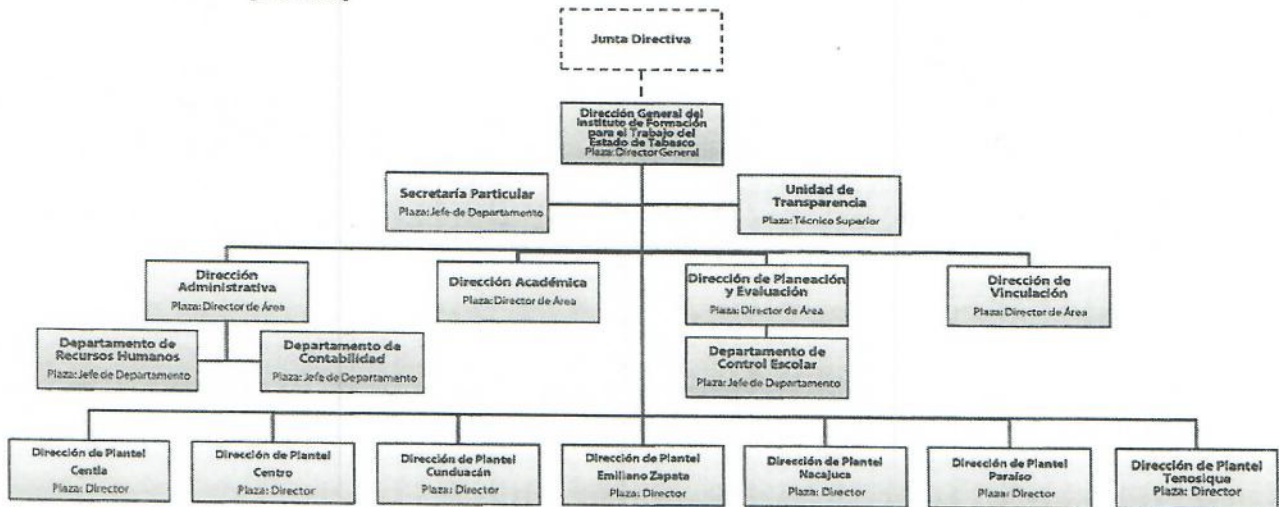 Junta Directiva
Dirección General del
Instituto de Formación
para el Trabajo del
Estado de Tabasco
Plaza: Director General
Secretaría Particular
Plaza: Jefe de Departamento
Unidad de
Transparencia
Plaza: Técnico Superior
Dirección
Administrativa
Plaza: Director de Área
Dirección Académica
Plaza: Director de Área
Dirección de Planeación
y Evaluación
Plaza: Director de Área
Dirección de
Vinculación
Plaza: Director de Área
Departamento de
Recursos Humanos
Plaza: Jefe de Departamento
Departamento de
Contabilidad
Plaza: Jefe de Departamento
Departamento de
Control Escolar
Plaza: Jefe de Departamento
Dirección de Plantel
Centla
Plaza: Director
Dirección de Plantel
Centro
Plaza: Director
Dirección de Plantel
Cunduacán
Plaza: Director
Dirección de Plantel
Emiliano Zapata
Plaza: Director
Dirección de Plantel
Nacajuca
Plaza: Director
Dirección de Plantel
Paraíso
Plaza: Director
Dirección de Plantel
Tenosique
Plaza: Director